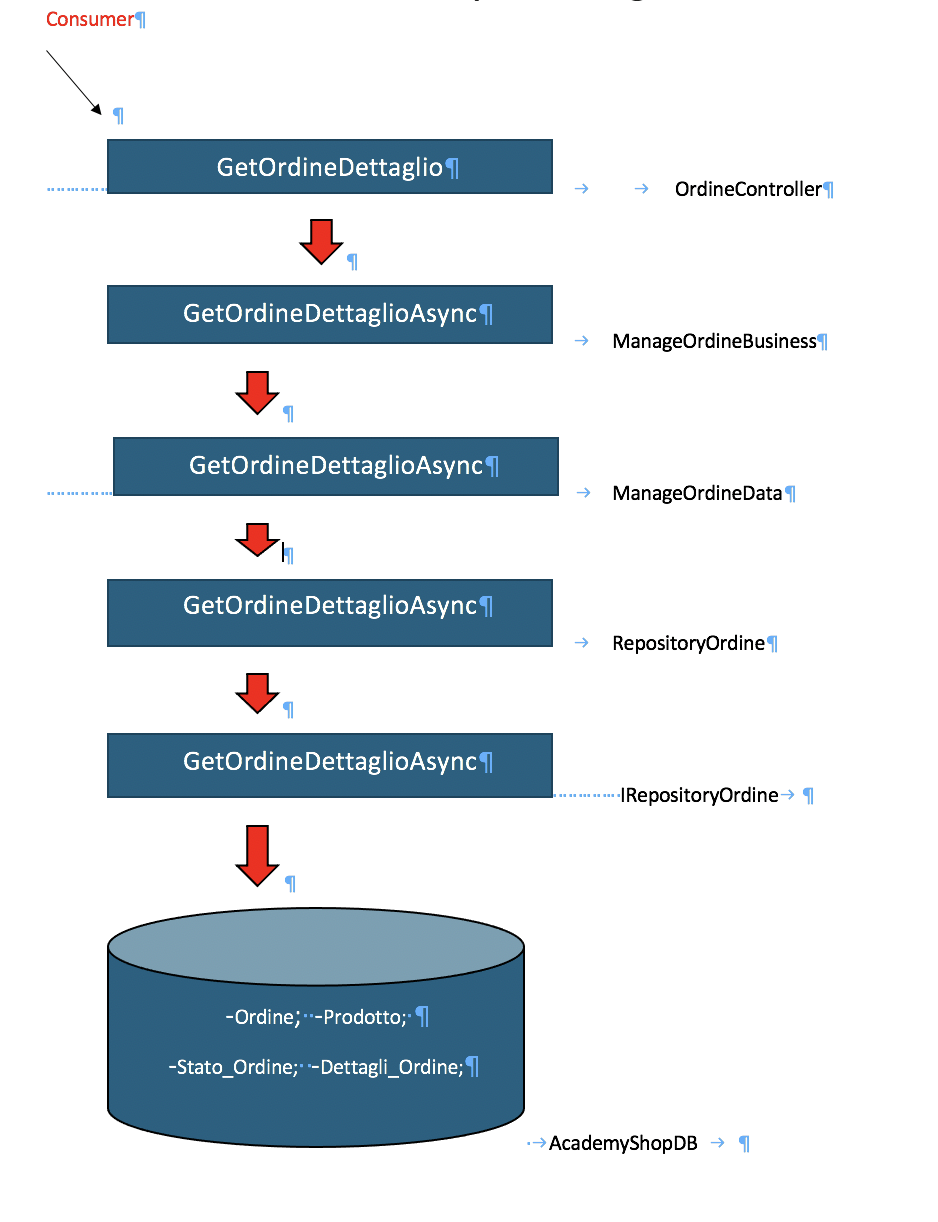 Consumer¶
¶
GetOrdineDettaglio¶
OrdineController¶
¶
GetOrdineDettaglioAsync¶
ManageOrdineBusiness¶
¶
GetOrdineDettaglioAsync¶
ManageOrdineData¶
¶
GetOrdineDettaglioAsync¶
RepositoryOrdine¶
¶
GetOrdineDettaglioAsync¶
IRepositoryOrdine→ ¶
¶
-Ordine;··-Prodotto;·¶
-Stato_Ordine;··-Dettagli_Ordine;¶
·→AcademyShopDB → ¶